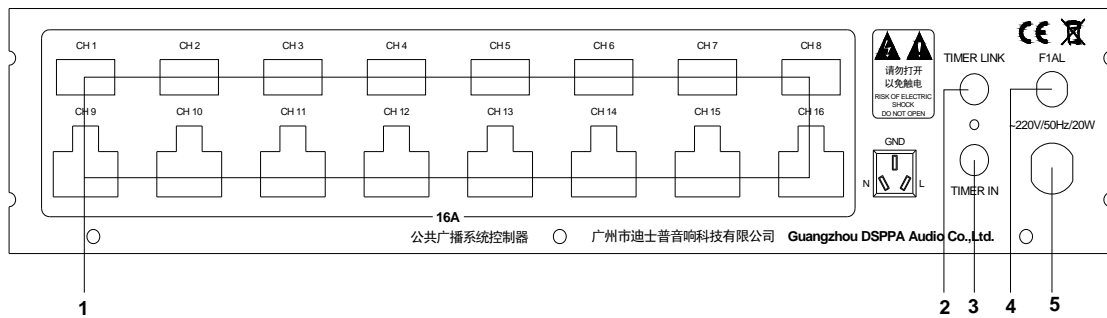 CH 1 CH 2 CH 3 CH 4 CH 5 CH 6 CH 7 CH 8
CH 9 CH 10 CH 11 CH 12 CH 13 CH 14 CH 15 CH 16
16A
请勿打开
以免触电
RISK OF ELECTRIC
SHOCK
DO NOT OPEN
GND
N L
CE
TIMER LINK
F1AL
~220V/50Hz/20W
TIMER IN
公共广播系统控制器 广州市迪士普音响科技有限公司 Guangzhou DSPPA Audio Co.,Ltd.
1 2 3 4 5